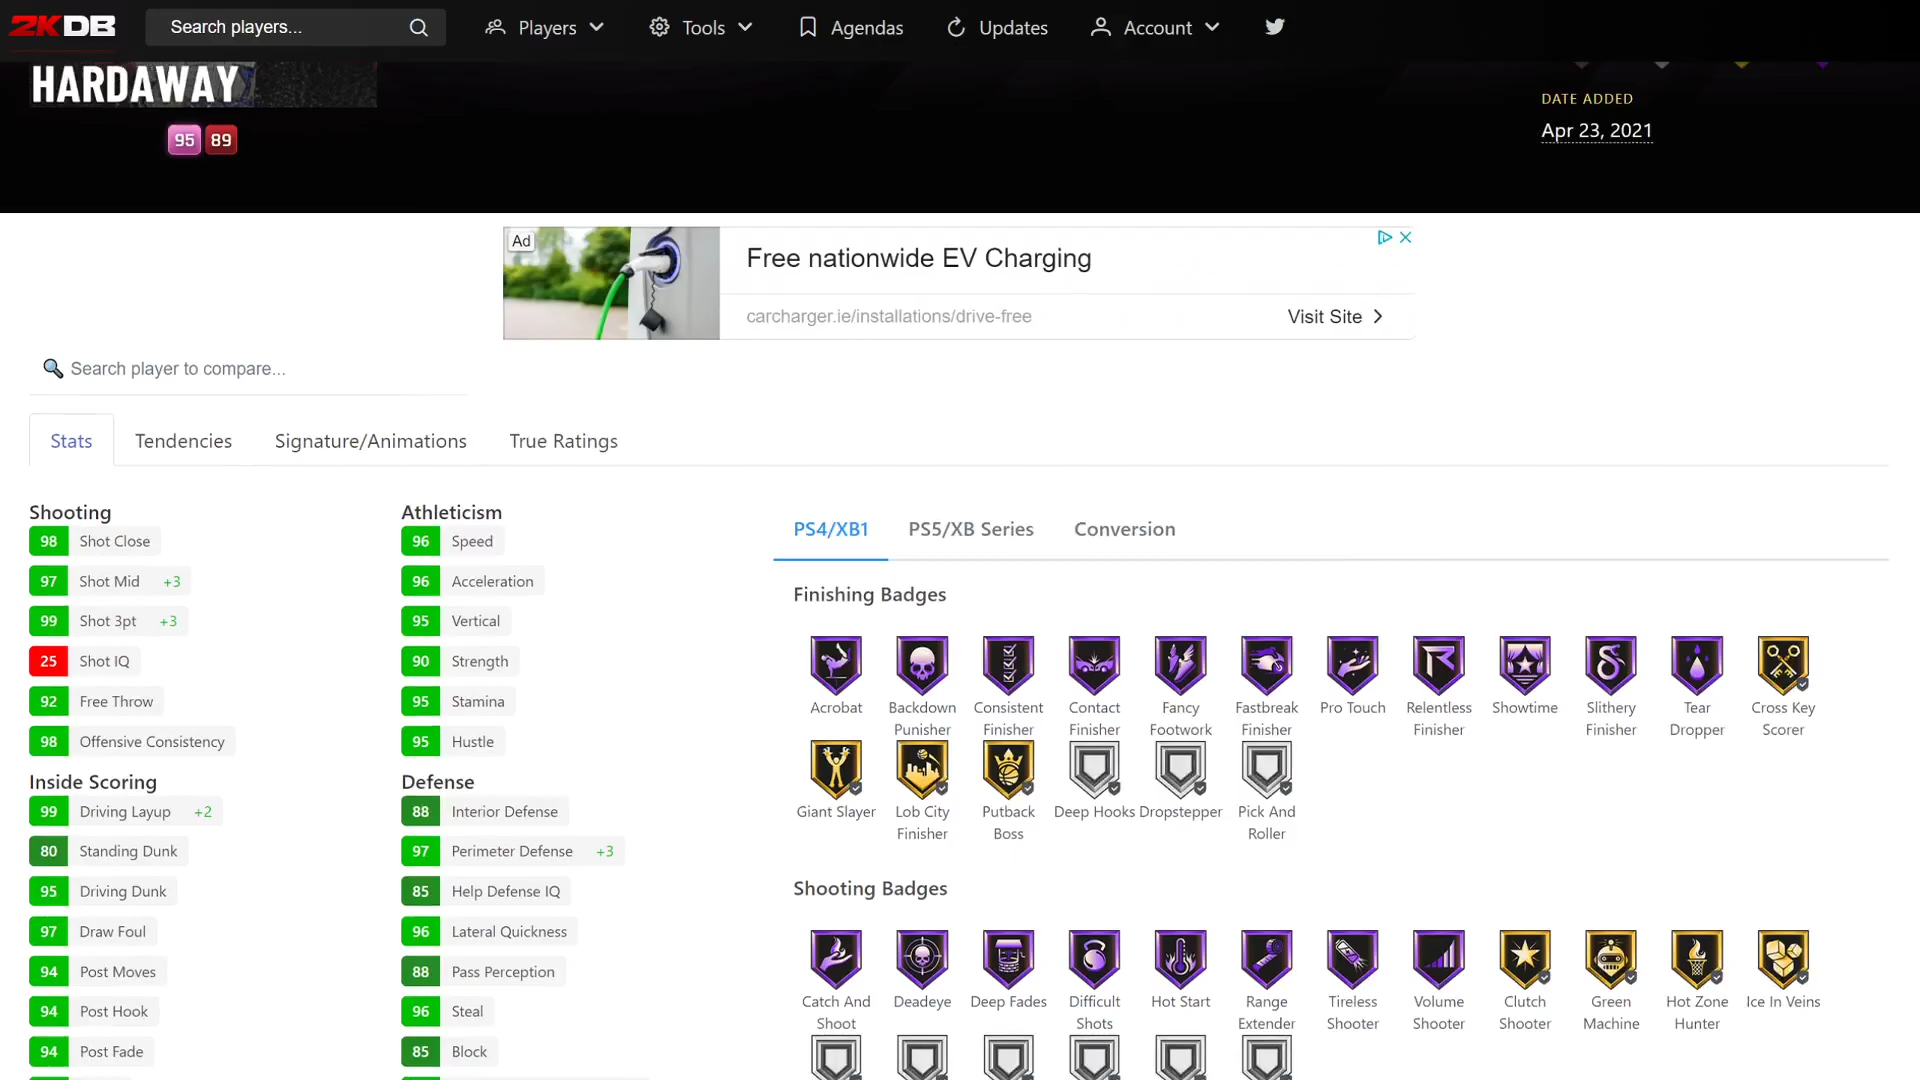 2KDB
Search players...
Players
Tools
Agendas
Updates
Account
HARDAWAY
95
89
DATE ADDED
Apr 23, 2021
Ad
Free nationwide EV Charging
carcharger.ie/installations/drive-free
Visit Site
Search player to compare...
Stats
Tendencies
Signature/Animations
True Ratings
Shooting
98 Shot Close
97 Shot Mid +3
99 Shot 3pt +3
25 Shot IQ
92 Free Throw
98 Offensive Consistency
Inside Scoring
99 Driving Layup +2
80 Standing Dunk
95 Driving Dunk
97 Draw Foul
94 Post Moves
94 Post Hook
94 Post Fade
Athleticism
96 Speed
96 Acceleration
95 Vertical
90 Strength
95 Stamina
95 Hustle
Defense
88 Interior Defense
97 Perimeter Defense +3
85 Help Defense IQ
96 Lateral Quickness
88 Pass Perception
96 Steal
85 Block
PS4/XB1
PS5/XB Series
Conversion
Finishing Badges
Acrobat
Backdown
Punisher
Consistent
Finisher
Contact
Finisher
Fancy
Footwork
Fastbreak
Finisher
Pro Touch
Relentless
Finisher
Showtime
Slithery
Finisher
Tear
Dropper
Cross Key
Scorer
Giant Slayer
Lob City
Finisher
Putback
Boss
Deep Hooks
Dropstepper
Pick And
Roller
Shooting Badges
Catch And
Shoot
Deadeye
Deep Fades
Difficult
Shots
Hot Start
Range
Extender
Tireless
Shooter
Volume
Shooter
Clutch
Shooter
Green
Machine
Hot Zone
Hunter
Ice In Veins